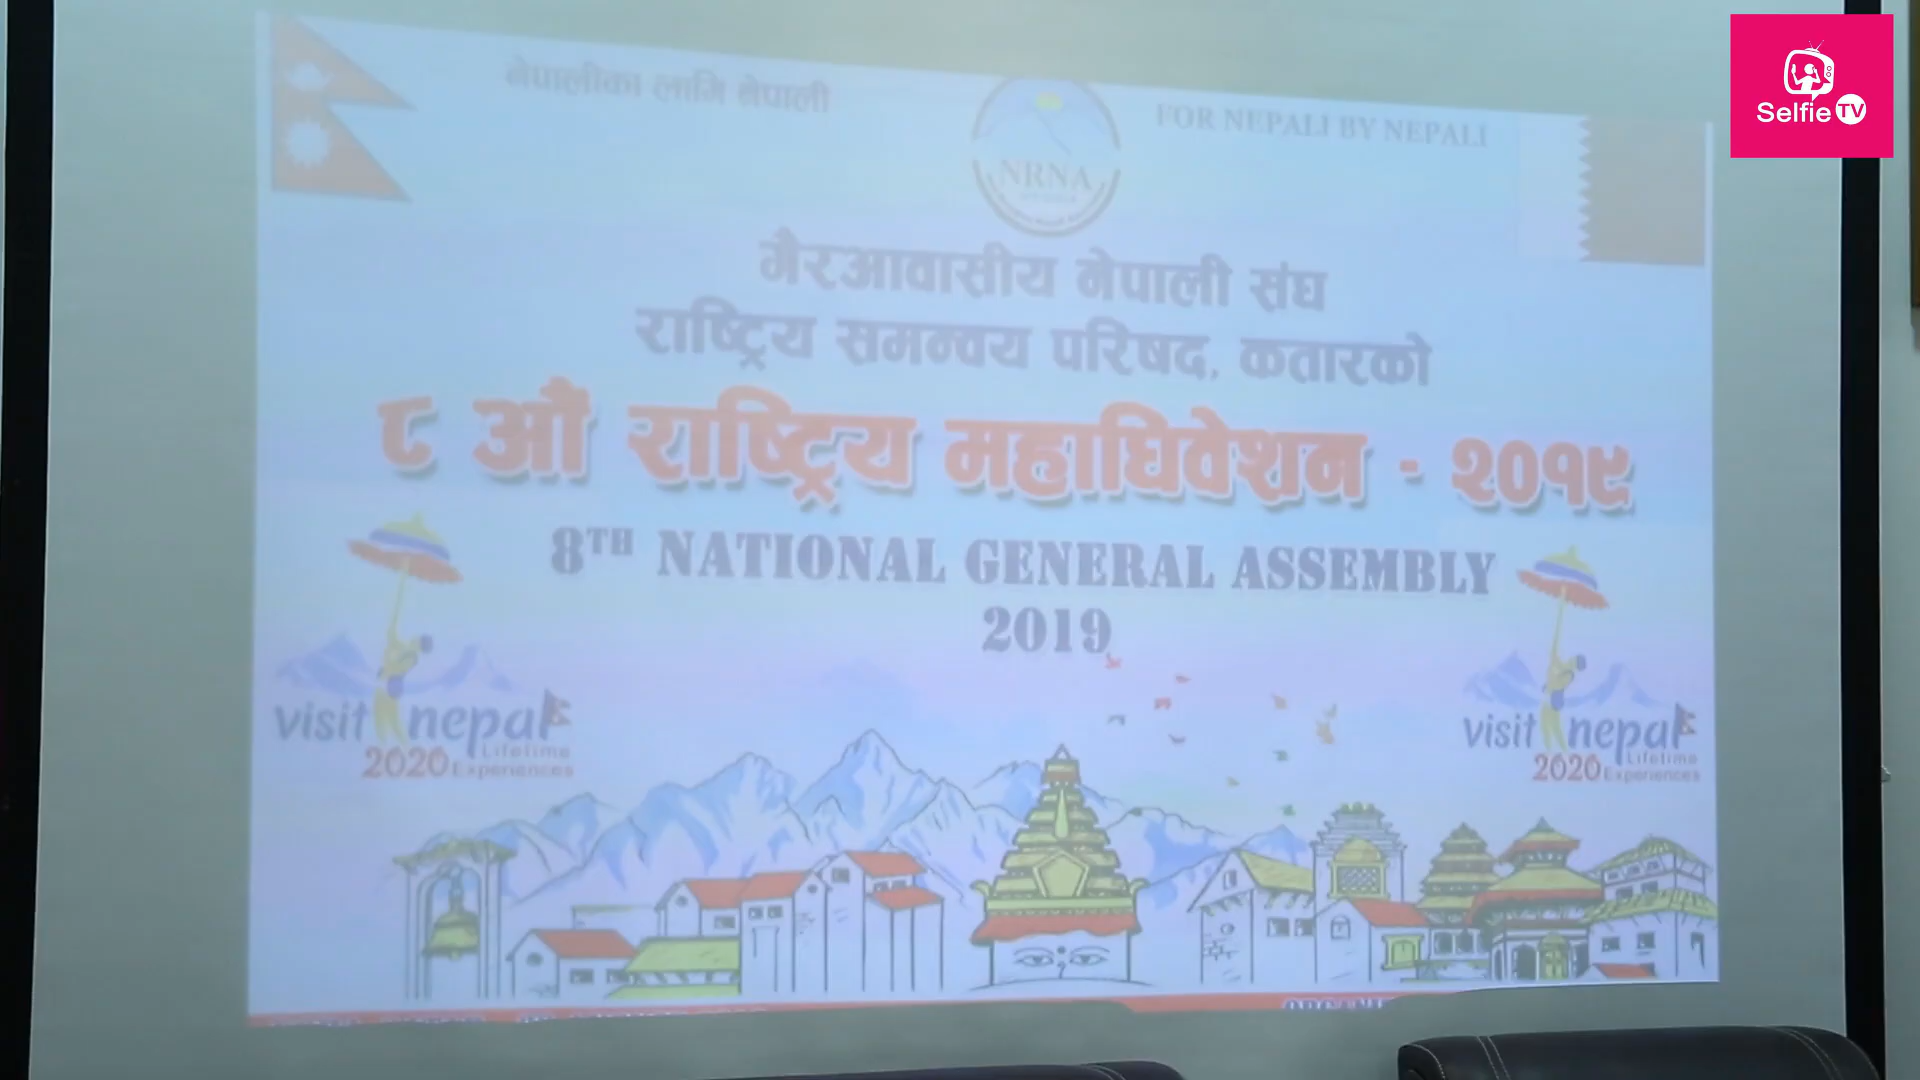 Selfie TV
नेपालीका लागि नेपाली
FOR NEPALI BY NEPALI
NRNA
गैरआवासीय नेपाली संघ
राष्ट्रिय समन्वय परिषद, कतारको
८ औं राष्ट्रिय महाधिवेशन - २०१९
8TH NATIONAL GENERAL ASSEMBLY
2019
visit nepal
2020 Lifetime
Experiences
visit nepal
2020 Lifetime
Experiences